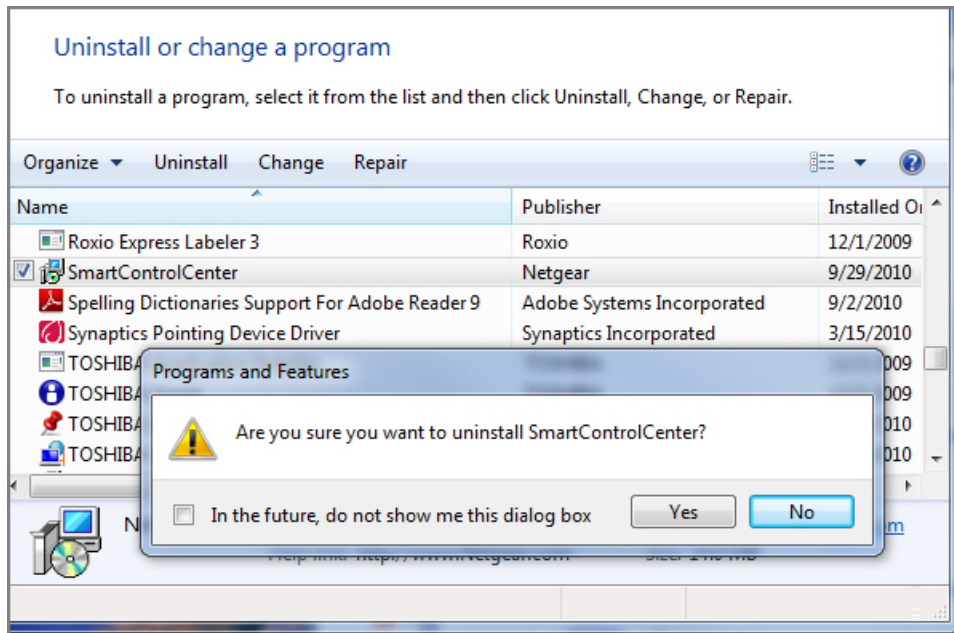 Uninstall or change a program
To uninstall a program, select it from the list and then click Uninstall, Change, or Repair.
Organize Uninstall Change Repair
Name Publisher Installed
Roxio Express Labeler 3 Roxio 12/1/2009
SmartControlCenter Netgear 9/29/2010
Spelling Dictionaries Support For Adobe Reader 9 Adobe Systems Incorporated 9/2/2010
Synaptics Pointing Device Driver Synaptics Incorporated 3/15/2010
TOSHIBA 009
TOSHIBA 009
TOSHIBA 010
TOSHIBA 010
Programs and Features
Are you sure you want to uninstall SmartControlCenter?
In the future, do not show me this dialog box Yes No